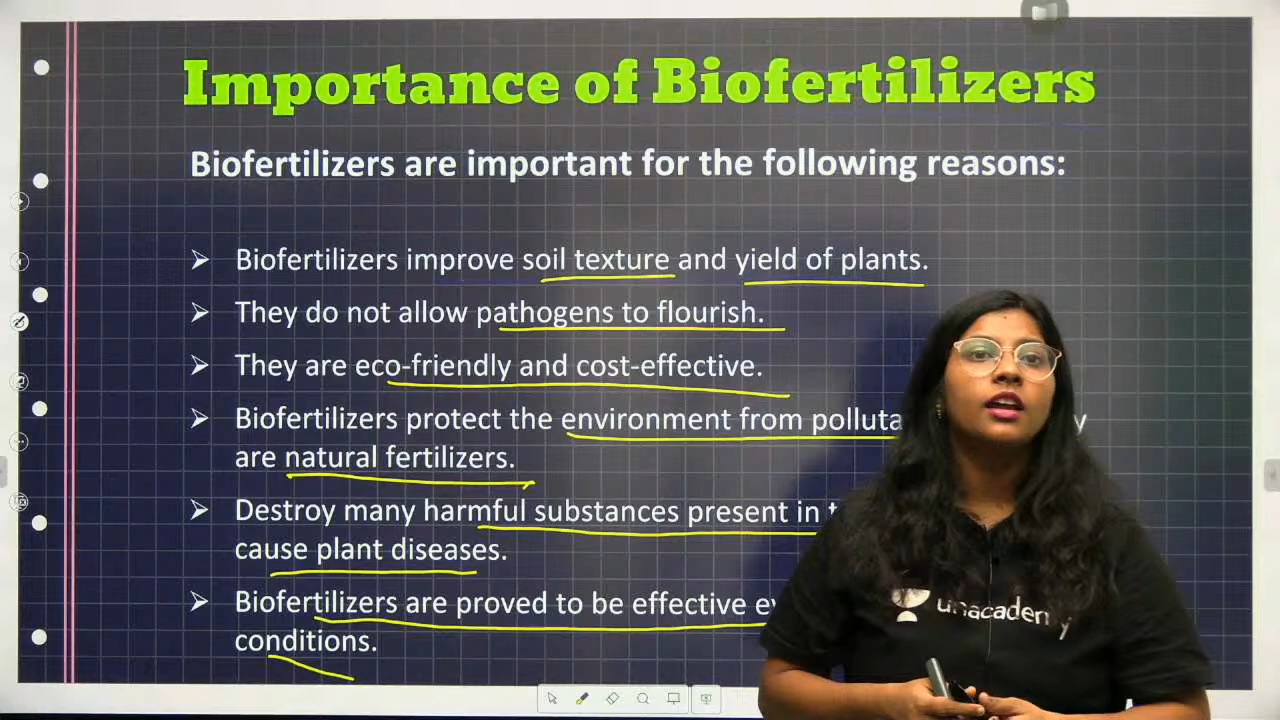 Importance of Biofertilizers
Biofertilizers are important for the following reasons:
Biofertilizers improve soil texture and yield of plants.
They do not allow pathogens to flourish.
They are eco-friendly and cost-effective.
Biofertilizers protect the environment from
are natural fertilizers.
Destroy many harmful substances present in
cause plant diseases.
Biofertilizers are proved to be effective
conditions.
unacademy